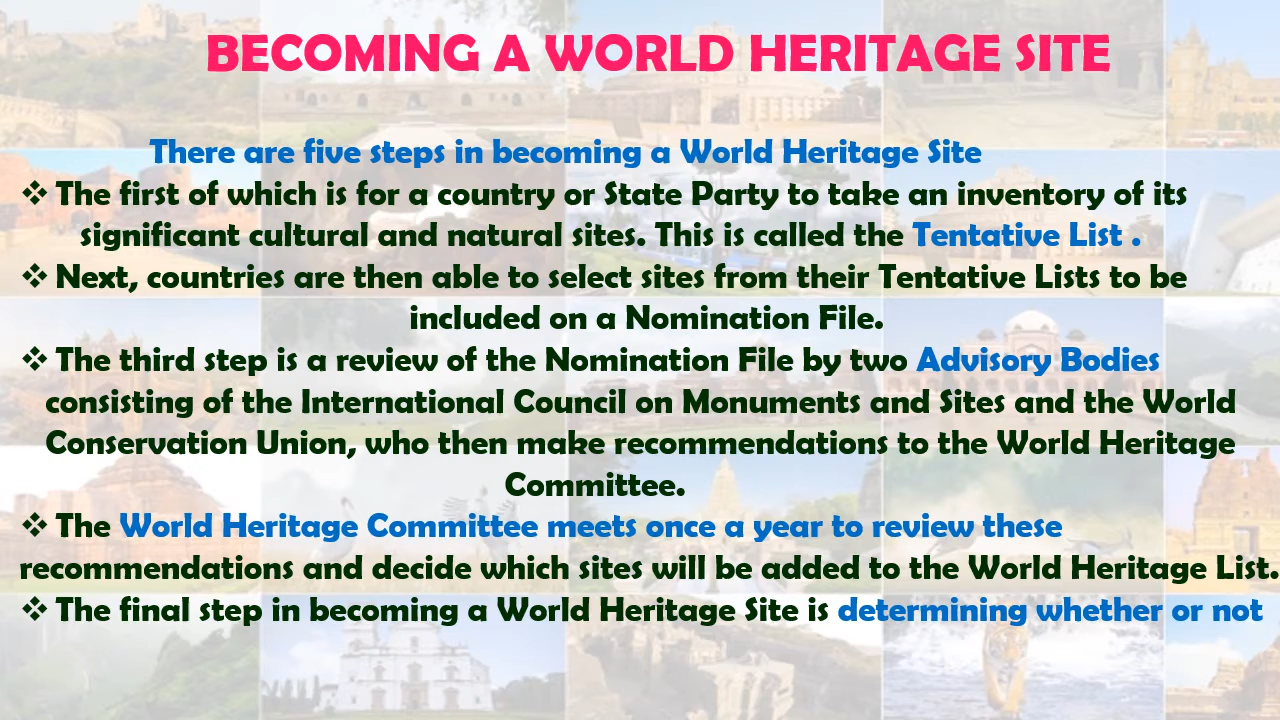 BECOMING A WORLD HERITAGE SITE
There are five steps in becoming a World Heritage Site
❖ The first of which is for a country or State Party to take an inventory of its
significant cultural and natural sites. This is called the Tentative List .
❖ Next, countries are then able to select sites from their Tentative Lists to be
included on a Nomination File.
❖ The third step is a review of the Nomination File by two Advisory Bodies
consisting of the International Council on Monuments and Sites and the World
Conservation Union, who then make recommendations to the World Heritage
Committee.
❖ The World Heritage Committee meets once a year to review these
recommendations and decide which sites will be added to the World Heritage List.
❖ The final step in becoming a World Heritage Site is determining whether or not